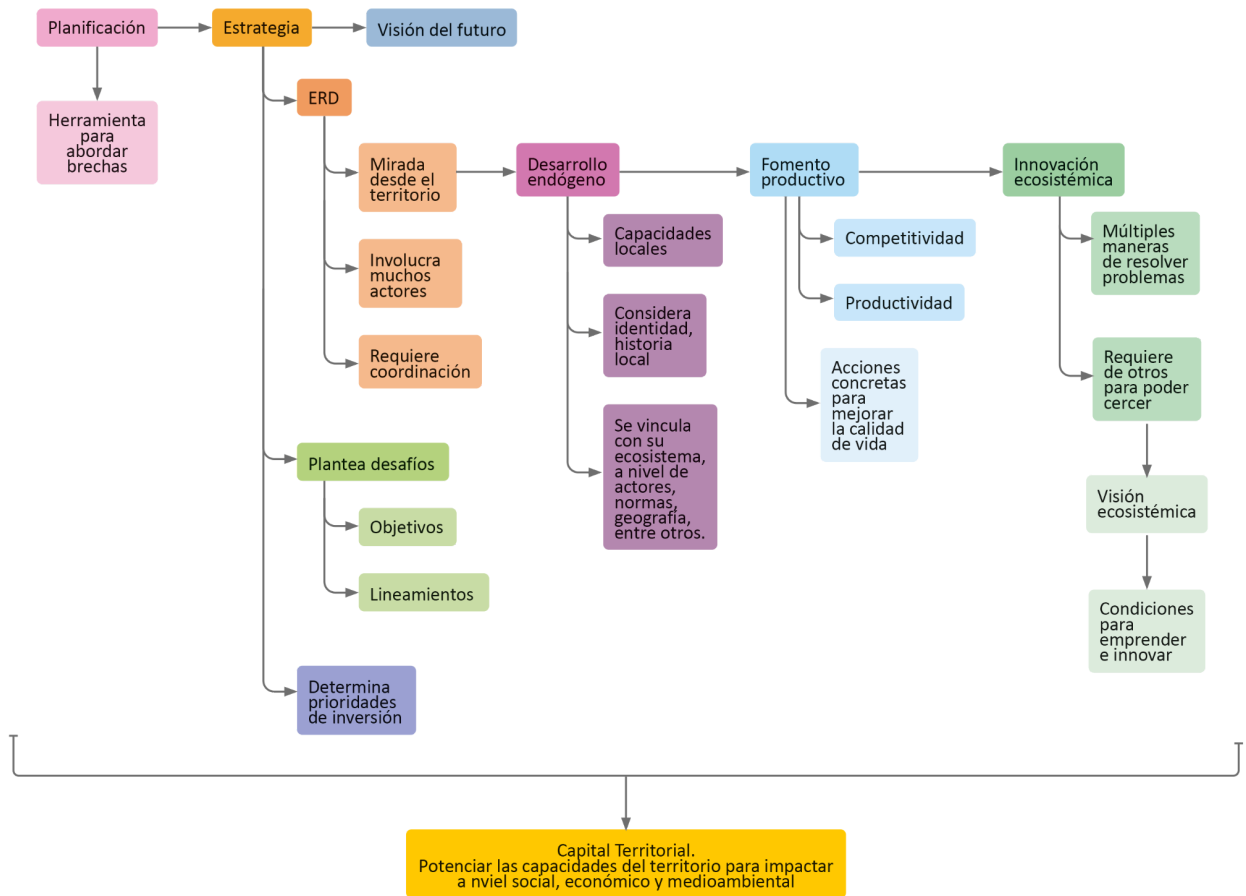 Planificación
Estrategia
Visión del futuro
Herramienta
para
abordar
brechas
ERD
Mirada
desde el
territorio
Involucra
muchos
actores
Requiere
coordinación
Desarrollo
endógeno
Capacidades
locales
Considera
identidad,
historia
local
Se vincula
con su
ecosistema,
a nivel de
actores,
normas,
geografía,
entre otros.
Fomento
productivo
Competitividad
Productividad
Acciones
concretas
para
mejorar
la calidad
de vida
Innovación
ecosistémica
Múltiples
maneras
de resolver
problemas
Requiere
de otros
para poder
cercer
Visión
ecosistémica
Condiciones
para
emprender
e innovar
Plantea desafíos
Objetivos
Lineamientos
Determina
prioridades
de inversión
Capital Territorial.
Potenciar las capacidades del territorio para impactar
a nviel social, económico y medioambiental